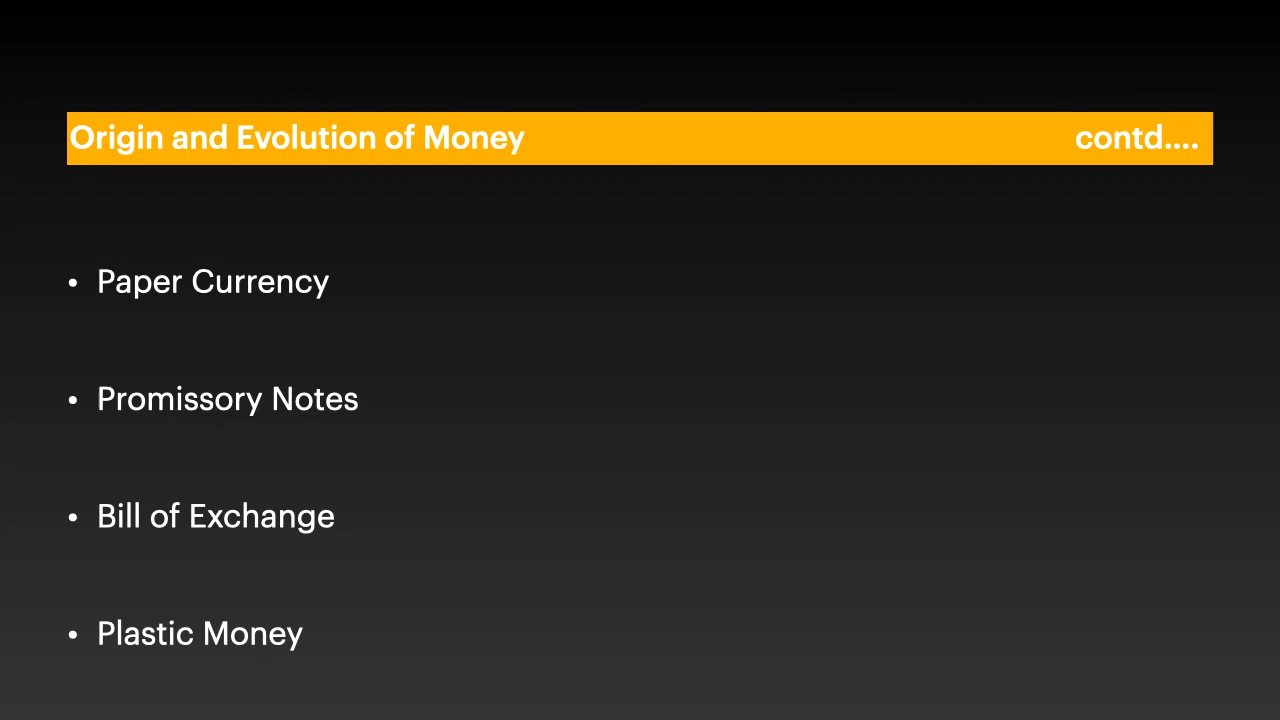 Origin and Evolution of Money contd....
• Paper Currency
• Promissory Notes
• Bill of Exchange
• Plastic Money